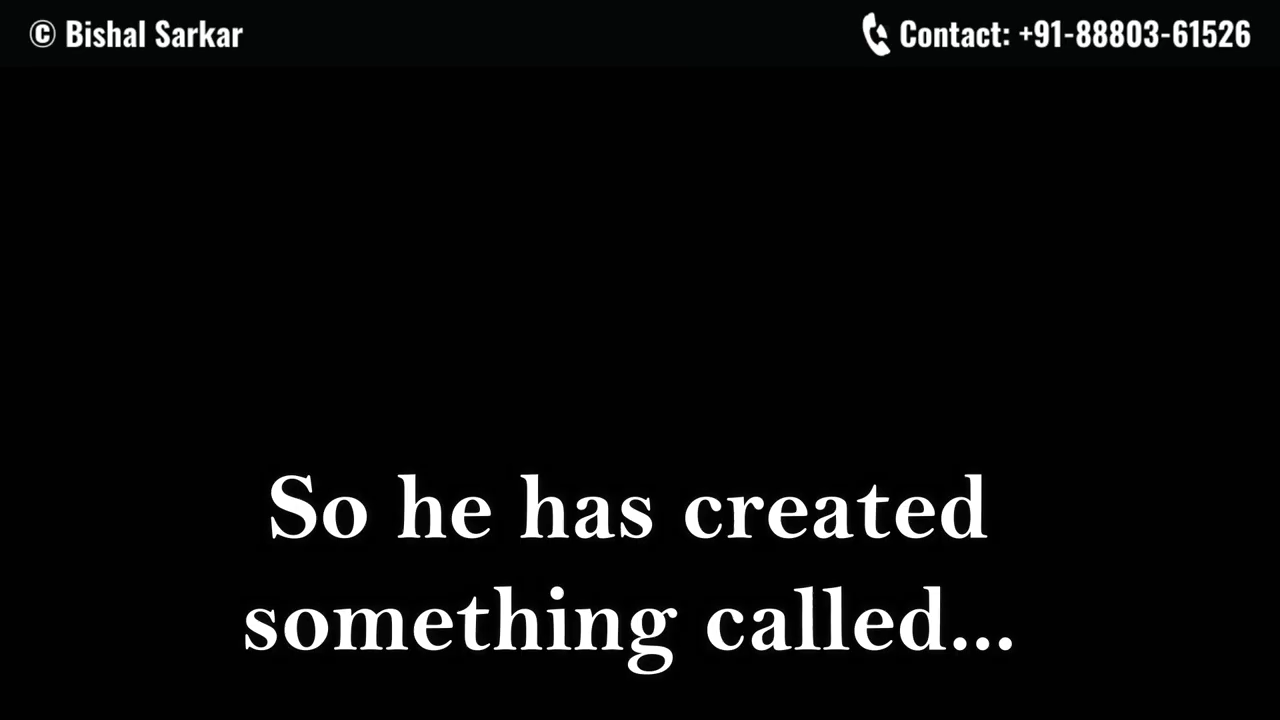 © Bishal Sarkar
Contact: +91-88803-61526
So he has created
something called...